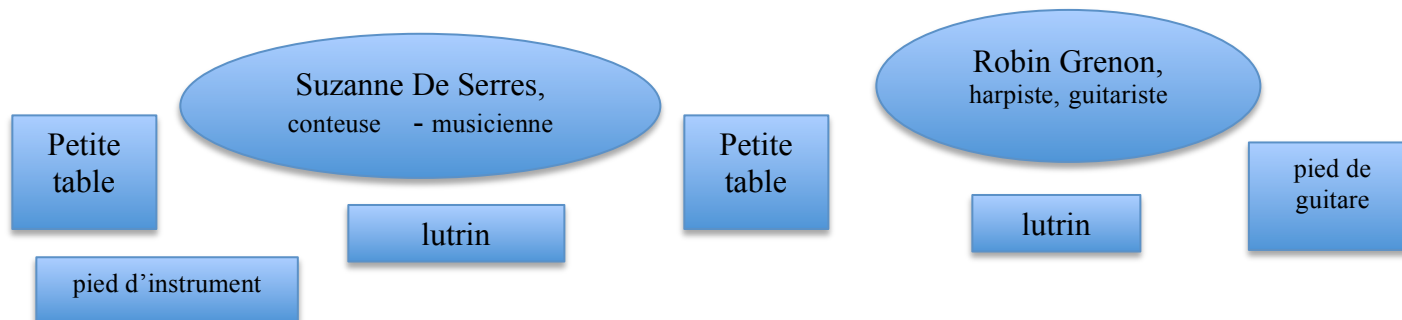 Suzanne De Serres,
conteuse - musicienne
Robin Grenon,
harpiste, guitariste
Petite
table
Petite
table
pied de
guitare
lutrin
lutrin
pied d’instrument